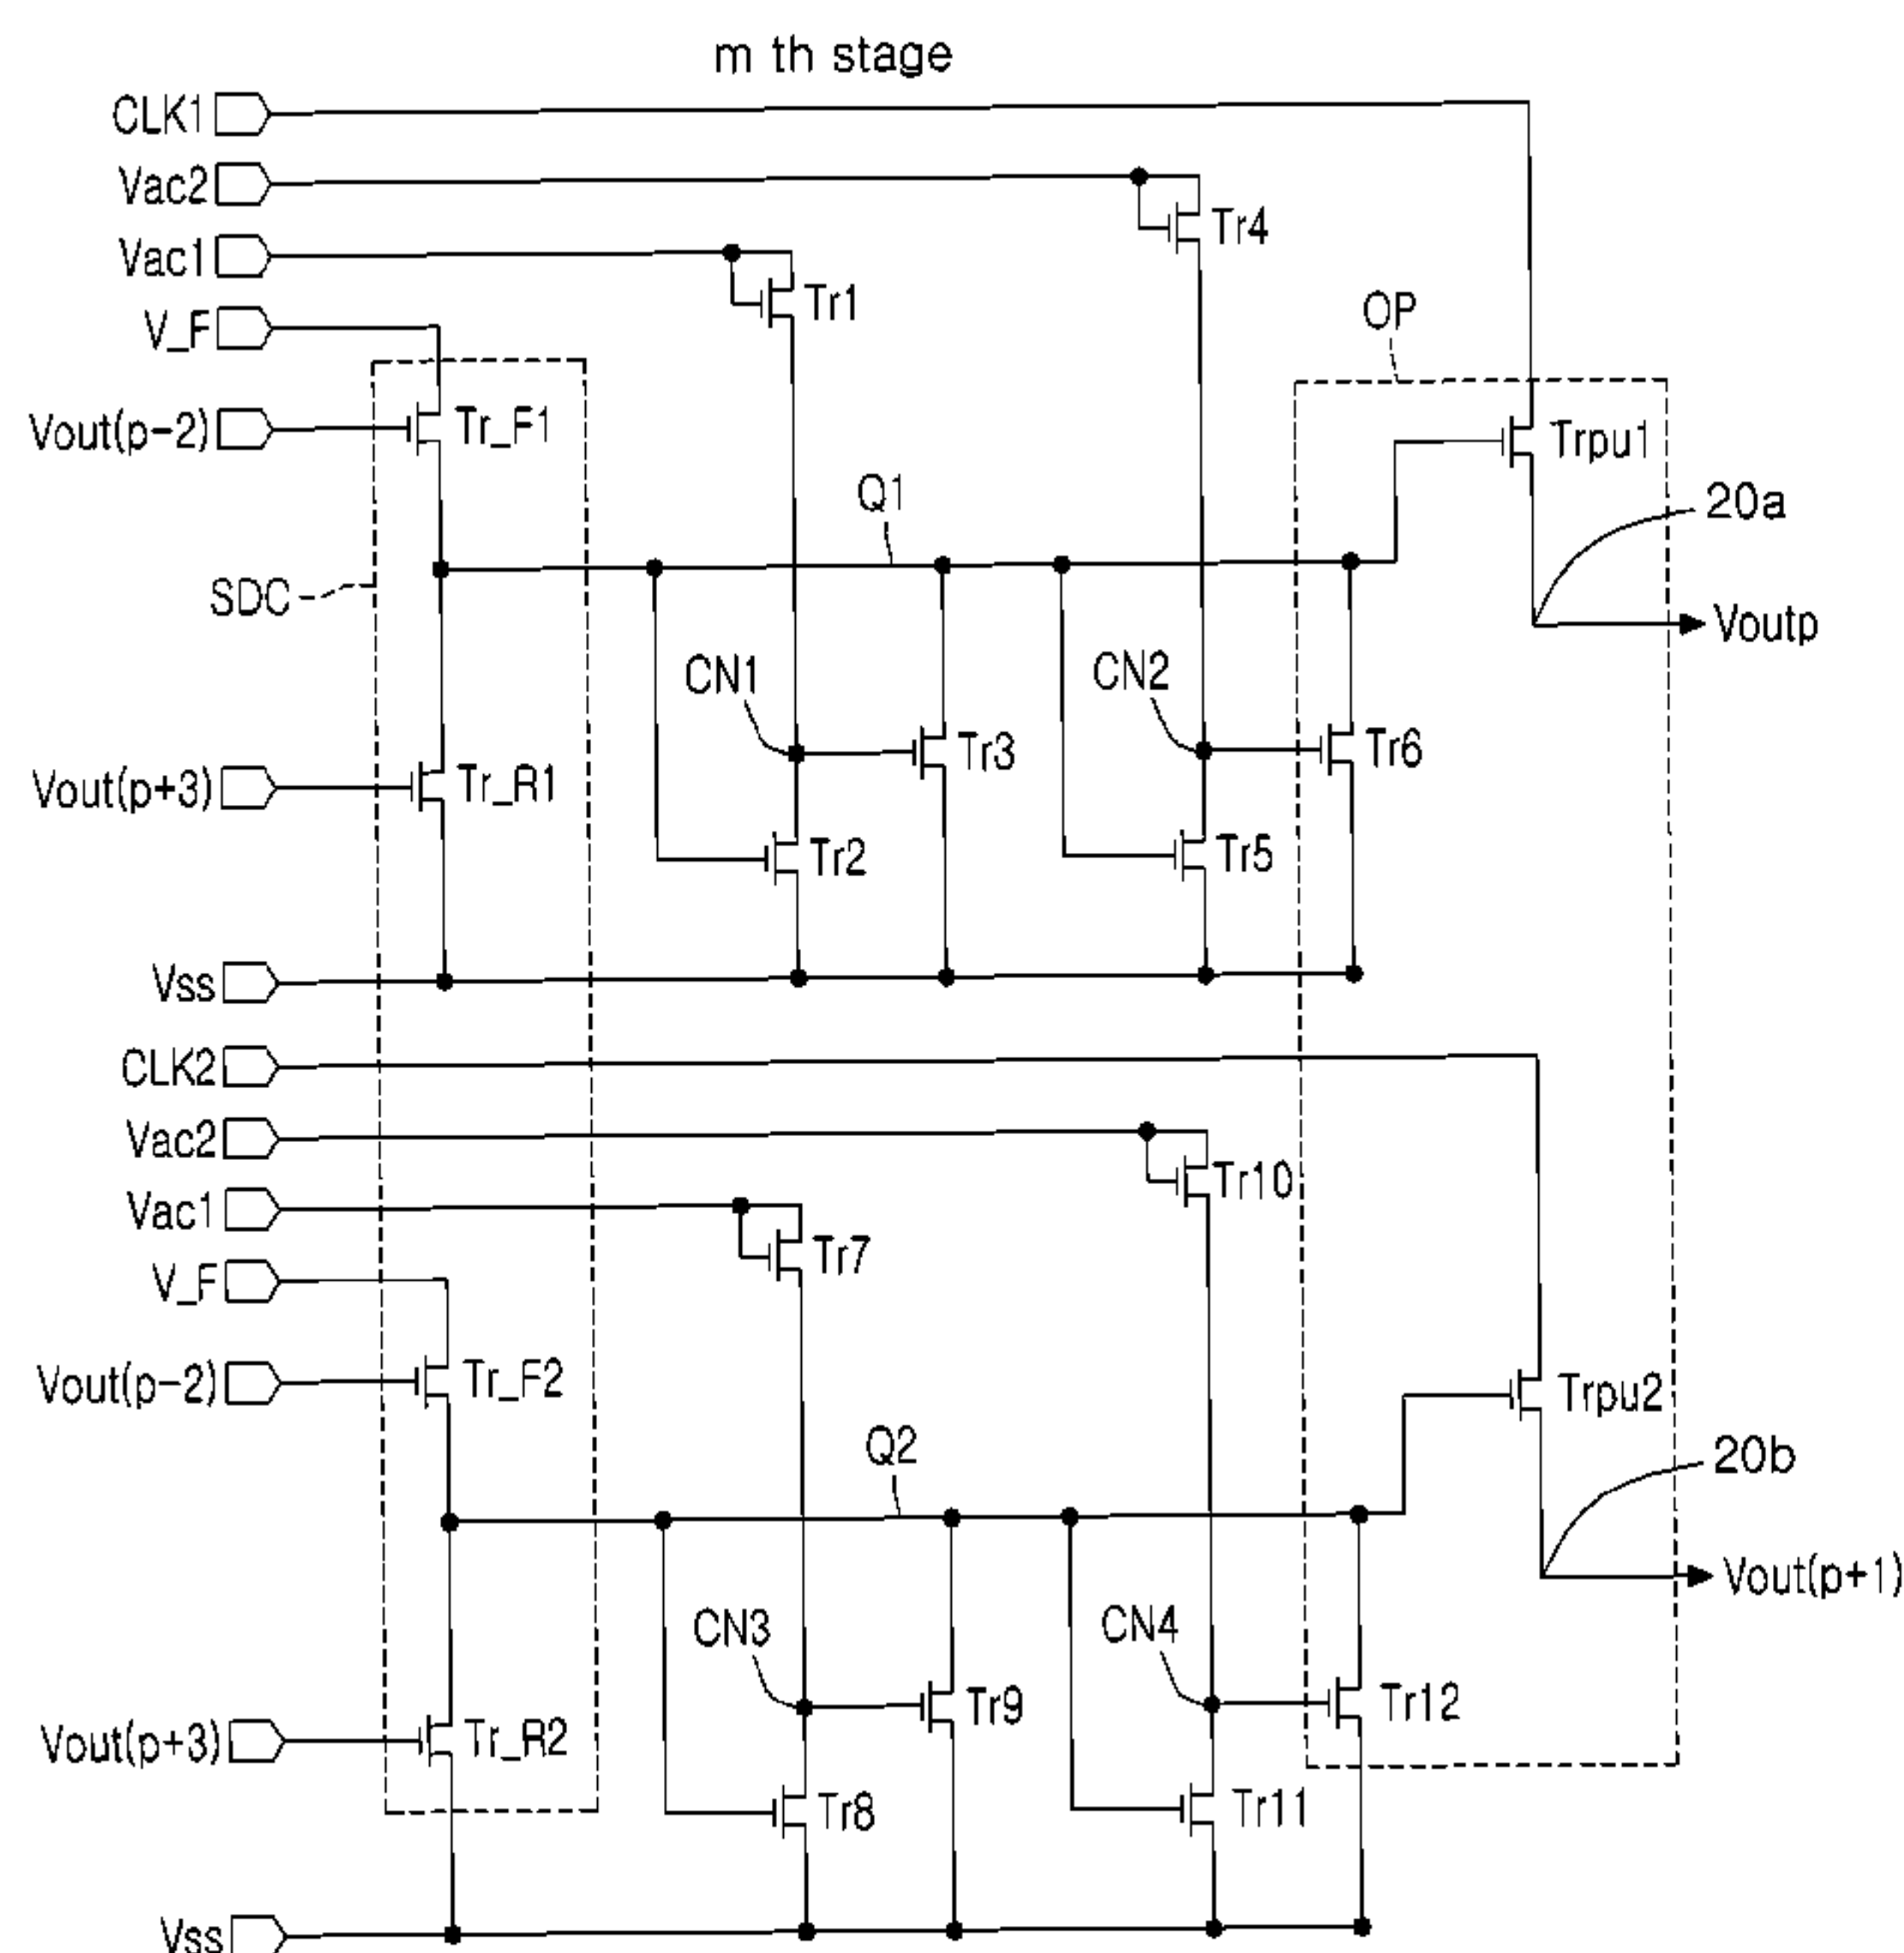 m th stage
CLK1
Vac2
Tr4
Vac1
Tr1
V_F
OP
Vout(p-2)
Tr_F1
Trpu1
Q1
20a
SDC
Voutp
CN1
CN2
Tr3
Tr6
Vout(p+3)
Tr_R1
Tr2
Tr5
Vss
CLK2
Vac2
Tr10
Vac1
Tr7
V_F
Vout(p-2)
Tr_F2
Trpu2
Q2
20b
Vout(p+1)
CN3
CN4
Tr9
Tr12
Vout(p+3)
Tr_R2
Tr8
Tr11
Vss